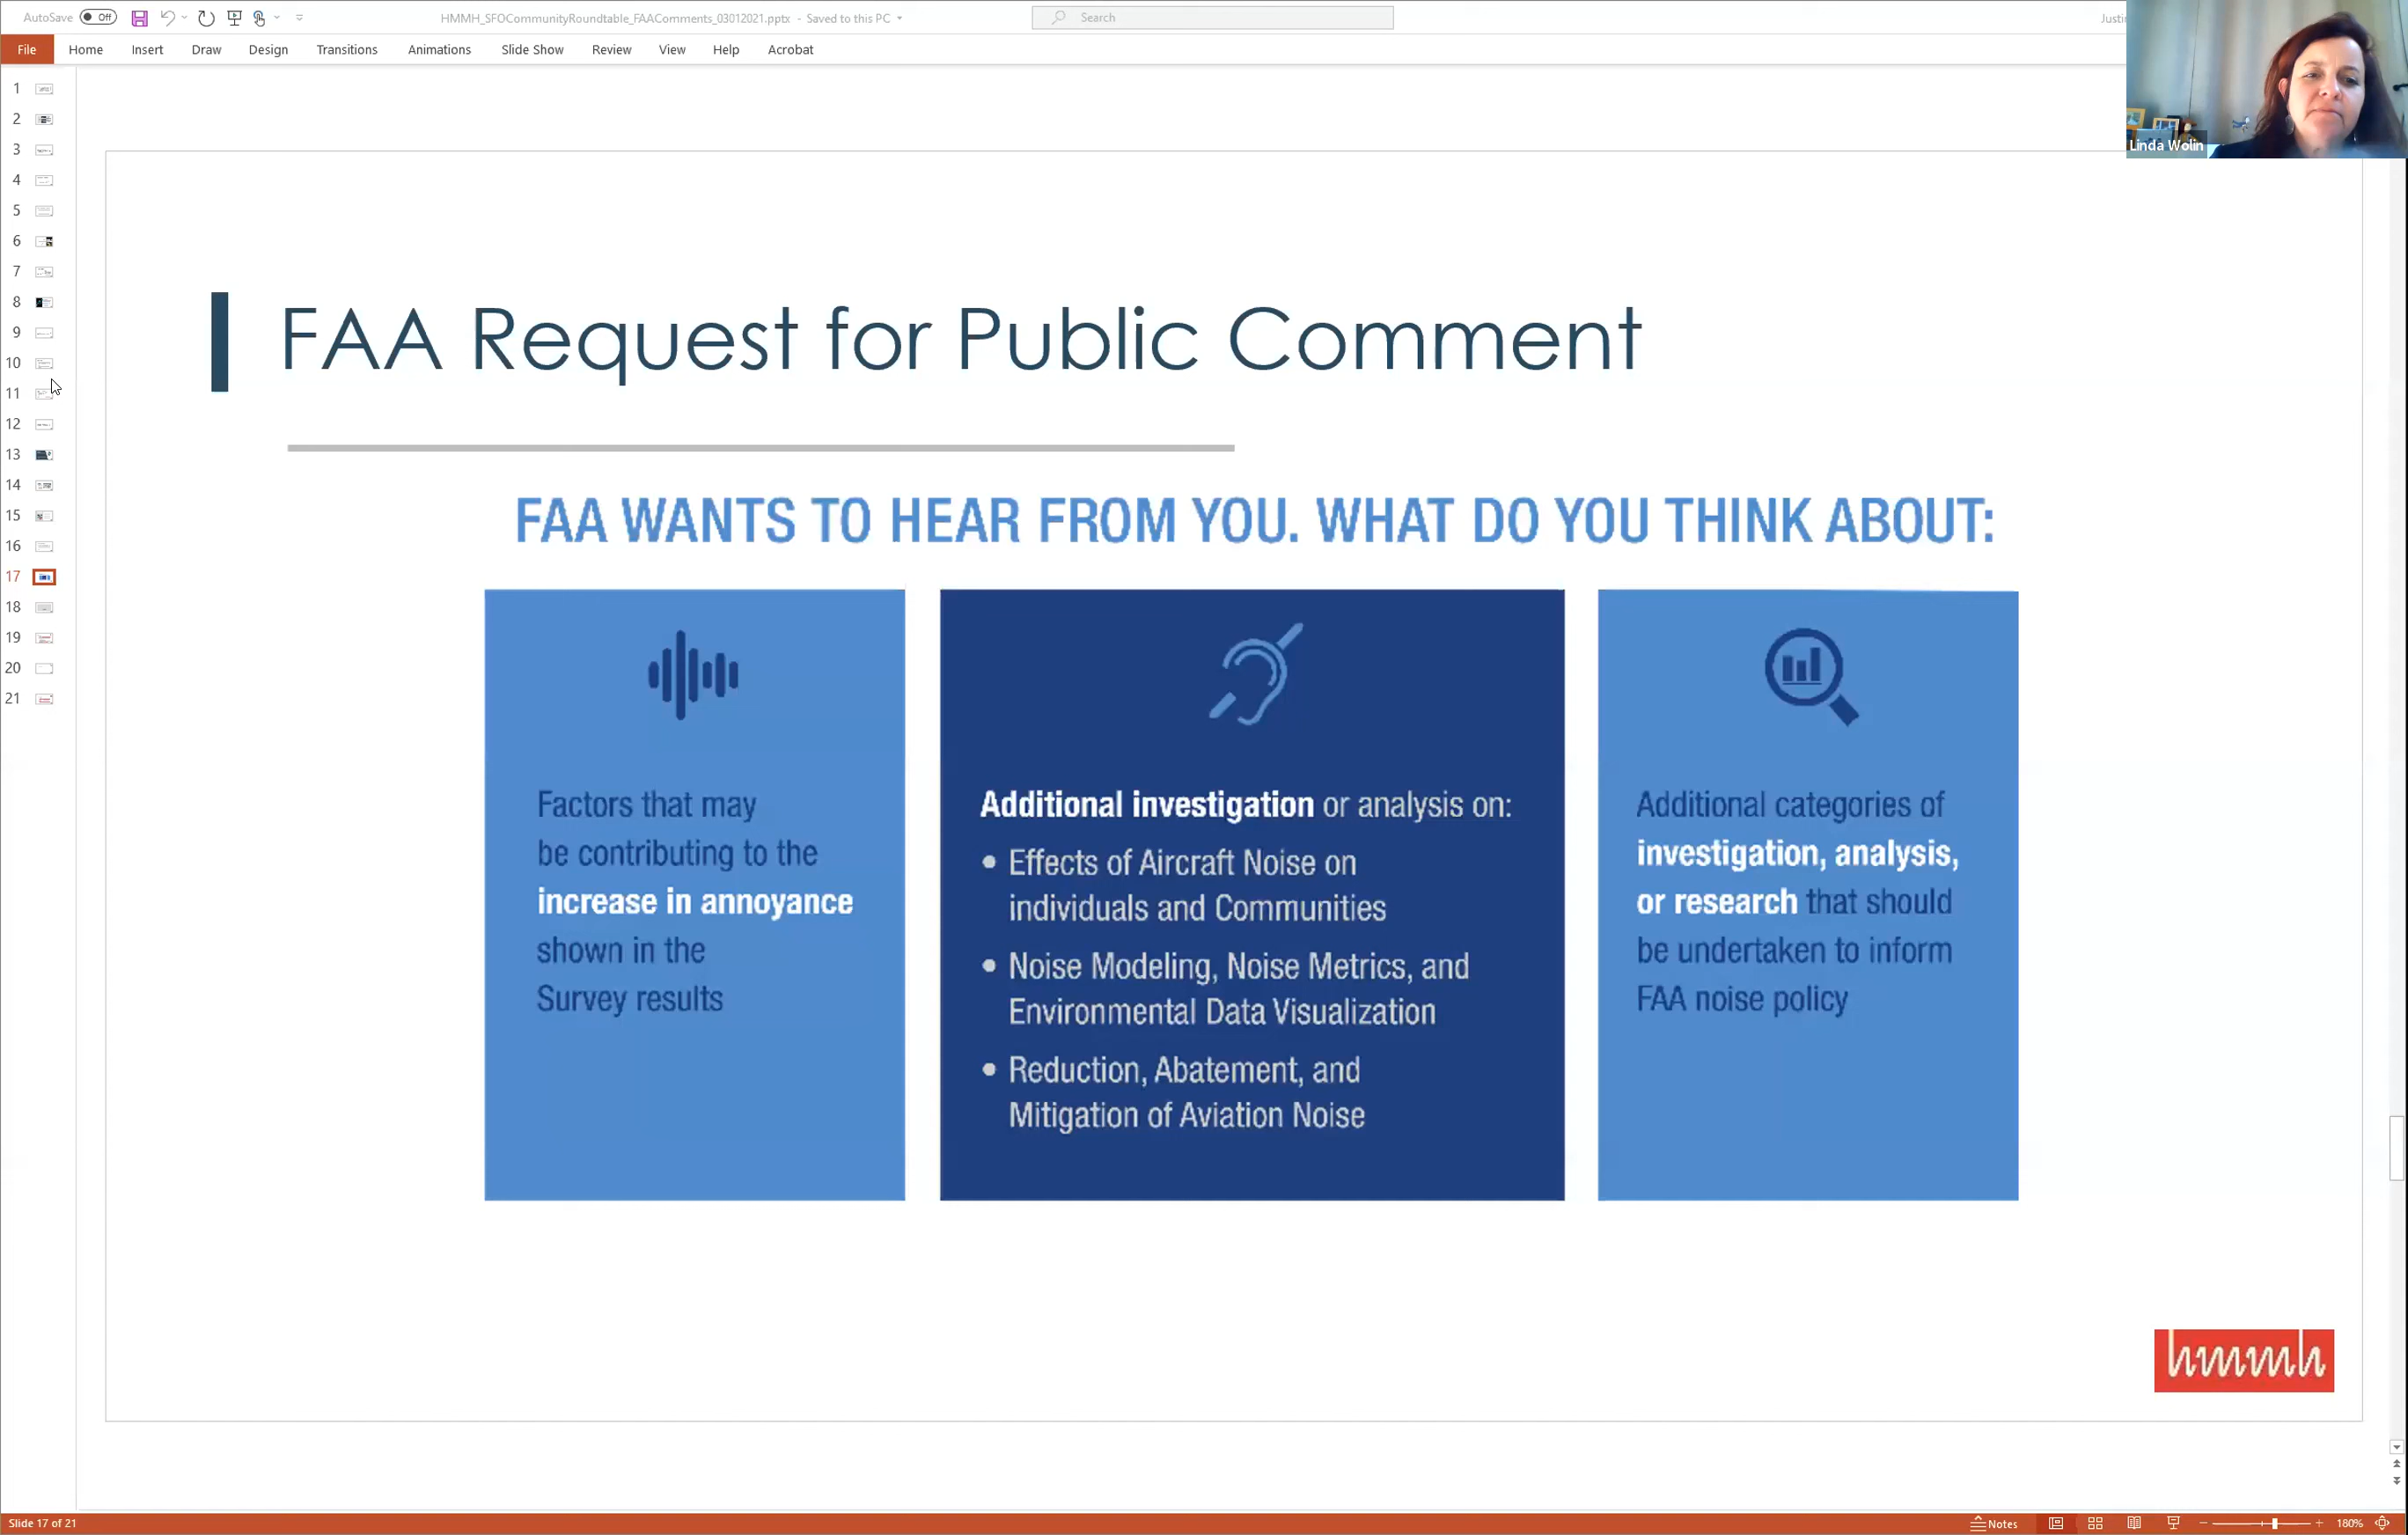 AutoSave Off HMMH_SFOCommunityRoundtable_FAAComments_03012021.pptx - Saved to this PC Search Justi
File Home Insert Draw Design Transitions Animations Slide Show Review View Help Acrobat
Linda Wolin
1
2
3
4
5
6
7
8
9
10
11
12
13
14
15
16
17
18
19
20
21
FAA Request for Public Comment
FAA WANTS TO HEAR FROM YOU. WHAT DO YOU THINK ABOUT:
Factors that may
be contributing to the
increase in annoyance
shown in the
Survey results
Additional investigation or analysis on:
• Effects of Aircraft Noise on
individuals and Communities
• Noise Modeling, Noise Metrics, and
Environmental Data Visualization
• Reduction, Abatement, and
Mitigation of Aviation Noise
Additional categories of
investigation, analysis,
or research that should
be undertaken to inform
FAA noise policy
hmmh
Slide 17 of 21 Notes 180%